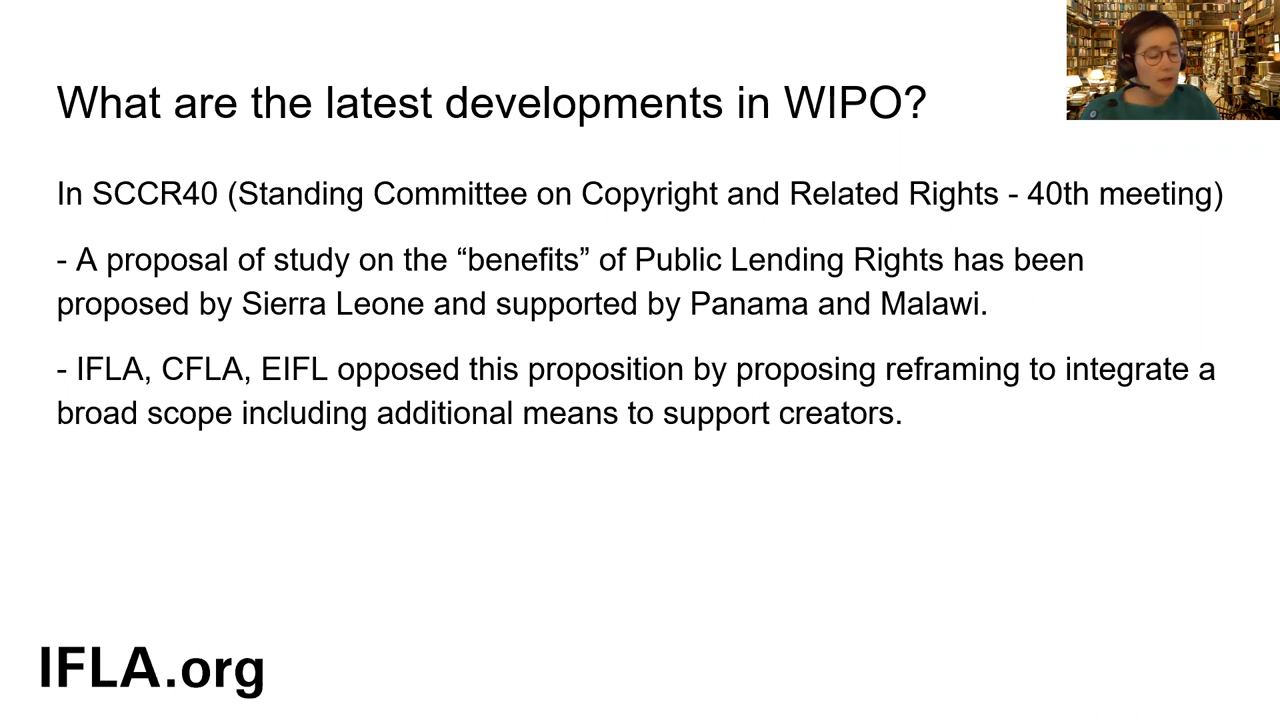 What are the latest developments in WIPO?
In SCCR40 (Standing Committee on Copyright and Related Rights - 40th meeting)
- A proposal of study on the “benefits” of Public Lending Rights has been
proposed by Sierra Leone and supported by Panama and Malawi.
- IFLA, CFLA, EIFL opposed this proposition by proposing reframing to integrate a
broad scope including additional means to support creators.
IFLA.org